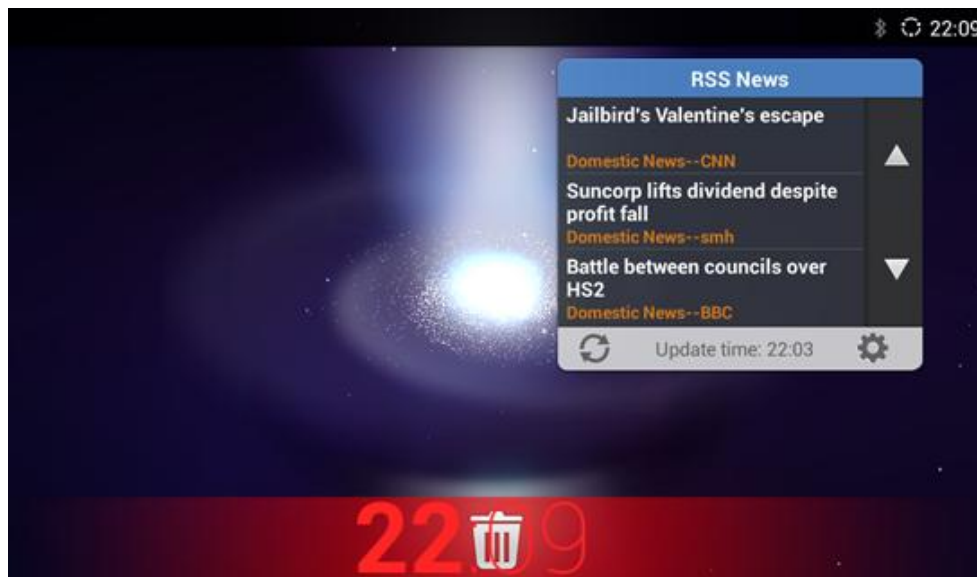 22:09
RSS News
Jailbird's Valentine's escape
Domestic News--CNN
Suncorp lifts dividend despite
profit fall
Domestic News--smh
Battle between councils over
HS2
Domestic News--BBC
Update time: 22:03
22:09